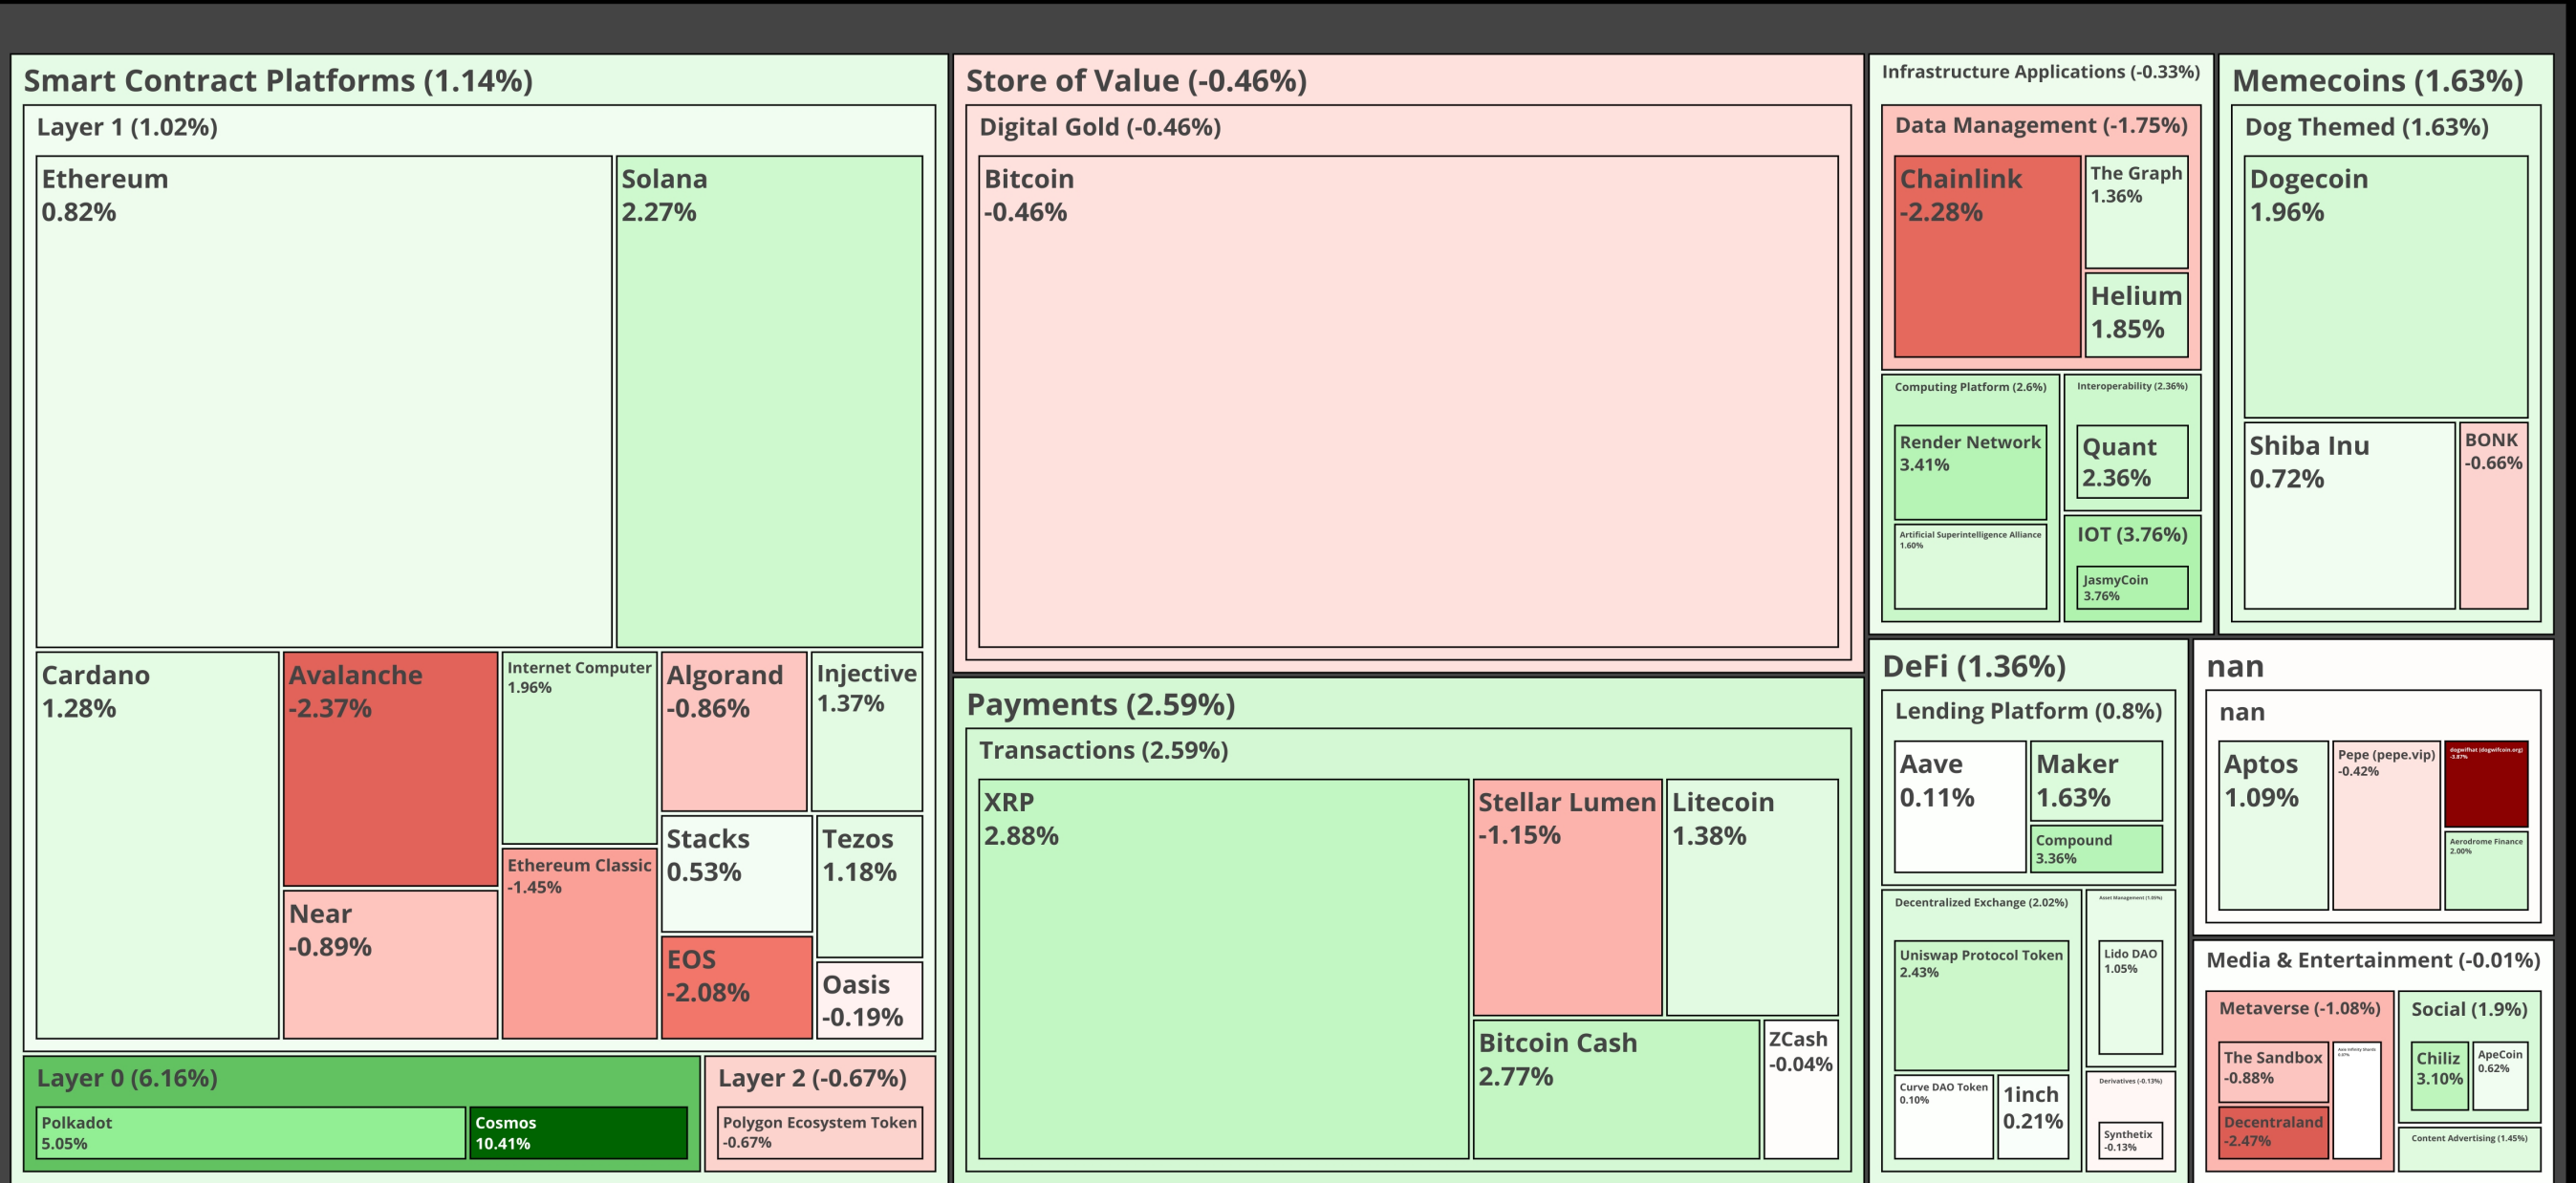 Smart Contract Platforms (1.14%)
Layer 1 (1.02%)
Ethereum
0.82%
Solana
2.27%
Cardano
1.28%
Avalanche
-2.37%
Near
-0.89%
Internet Computer
1.96%
Ethereum Classic
-1.45%
Algorand
-0.86%
Injective
1.37%
Stacks
0.53%
Tezos
1.18%
EOS
-2.08%
Oasis
-0.19%
Layer 0 (6.16%)
Polkadot
5.05%
Cosmos
10.41%
Layer 2 (-0.67%)
Polygon Ecosystem Token
-0.67%
Store of Value (-0.46%)
Digital Gold (-0.46%)
Bitcoin
-0.46%
Payments (2.59%)
Transactions (2.59%)
XRP
2.88%
Stellar Lumen
-1.15%
Litecoin
1.38%
Bitcoin Cash
2.77%
ZCash
-0.04%
Infrastructure Applications (-0.33%)
Data Management (-1.75%)
Chainlink
-2.28%
The Graph
1.36%
Helium
1.85%
Computing Platform (2.6%)
Render Network
3.41%
Artificial Superintelligence Alliance
1.60%
Interoperability (2.36%)
Quant
2.36%
IOT (3.76%)
JasmyCoin
3.76%
Memecoins (1.63%)
Dog Themed (1.63%)
Dogecoin
1.96%
Shiba Inu
0.72%
BONK
-0.66%
DeFi (1.36%)
Lending Platform (0.8%)
Aave
0.11%
Maker
1.63%
Compound
3.36%
Decentralized Exchange (2.02%)
Uniswap Protocol Token
2.43%
Curve DAO Token
0.10%
1inch
0.21%
Asset Management (1.05%)
Lido DAO
1.05%
Derivatives (-0.13%)
Synthetix
-0.13%
nan
nan
Aptos
1.09%
Pepe (pepe.vip)
-0.42%
dogwifhat (dogwifcoin.org)
Aerodrome Finance
2.00%
Media & Entertainment (-0.01%)
Metaverse (-1.08%)
The Sandbox
-0.88%
Decentraland
-2.47%
Axie Infinity Shards
Social (1.9%)
Chiliz
3.10%
ApeCoin
0.62%
Content Advertising (1.45%)